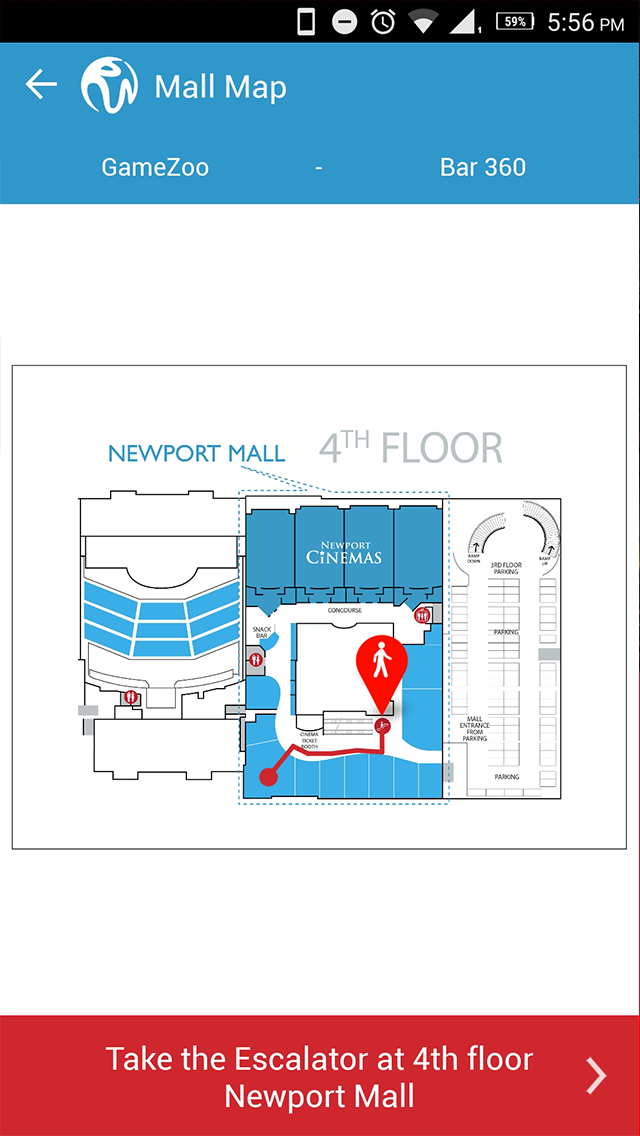 59%
5:56 PM
Mall Map
GameZoo - Bar 360
NEWPORT MALL
4TH FLOOR
NEWPORT
CINEMAS
RAMP
DOWN
RAMP
UP
3RD FLOOR
PARKING
CONCOURSE
SNACK
BAR
PARKING
MALL
ENTRANCE
FROM
PARKING
CINEMA
TICKET
BOOTH
PARKING
Take the Escalator at 4th floor
Newport Mall